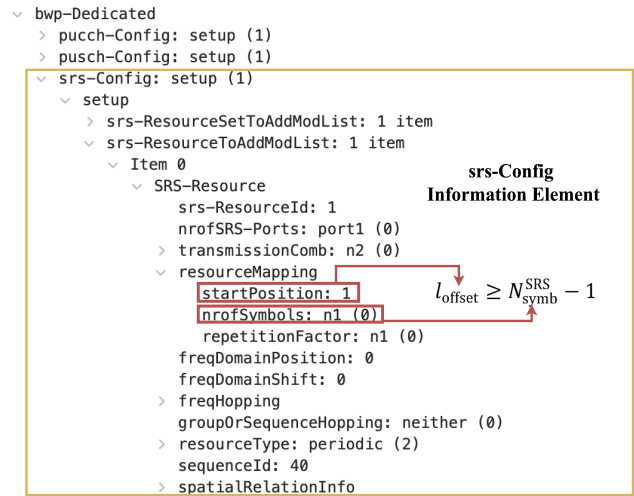 bwp-Dedicated
pucch-Config: setup (1)
pusch-Config: setup (1)
srs-Config: setup (1)
setup
srs-ResourceSetToAddModList: 1 item
srs-ResourceToAddModList: 1 item
Item 0
SRS-Resource
srs-ResourceId: 1
nrofSRS-Ports: port1 (0)
transmissionComb: n2 (0)
resourceMapping
startPosition: 1
nrofSymbols: n1 (0)
repetitionFactor: n1 (0)
freqDomainPosition: 0
freqDomainShift: 0
freqHopping
groupOrSequenceHopping: neither (0)
resourceType: periodic (2)
sequenceId: 40
spatialRelationInfo
srs-Config
Information Element
l_offset ≥ N_symb^SRS − 1